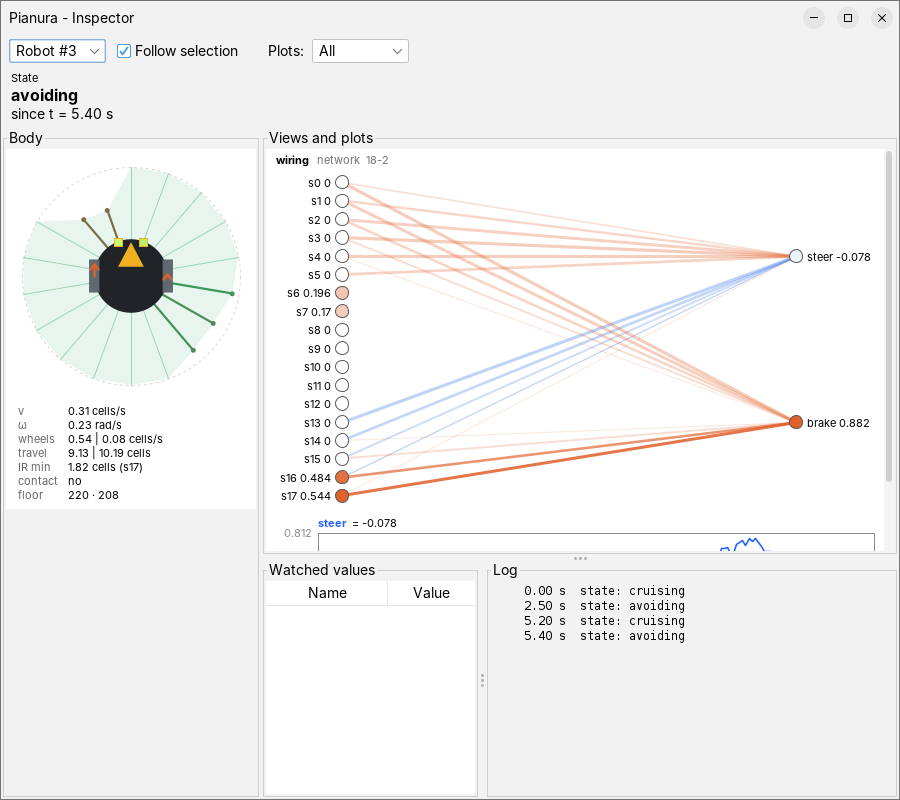 Pianura - Inspector
Robot #3
Follow selection
Plots:
All
State
avoiding
since t = 5.40 s
Body
v 0.31 cells/s
ω 0.23 rad/s
wheels 0.54 | 0.08 cells/s
travel 9.13 | 10.19 cells
IR min 1.82 cells (s17)
contact no
floor 220 · 208
Views and plots
wiring network 18-2
s0 0
s1 0
s2 0
s3 0
s4 0
s5 0
s6 0.196
s7 0.17
s8 0
s9 0
s10 0
s11 0
s12 0
s13 0
s14 0
s15 0
s16 0.484
s17 0.544
steer -0.078
brake 0.882
steer = -0.078
0.812
Watched values
Name Value
Log
0.00 s state: cruising
2.50 s state: avoiding
5.20 s state: cruising
5.40 s state: avoiding